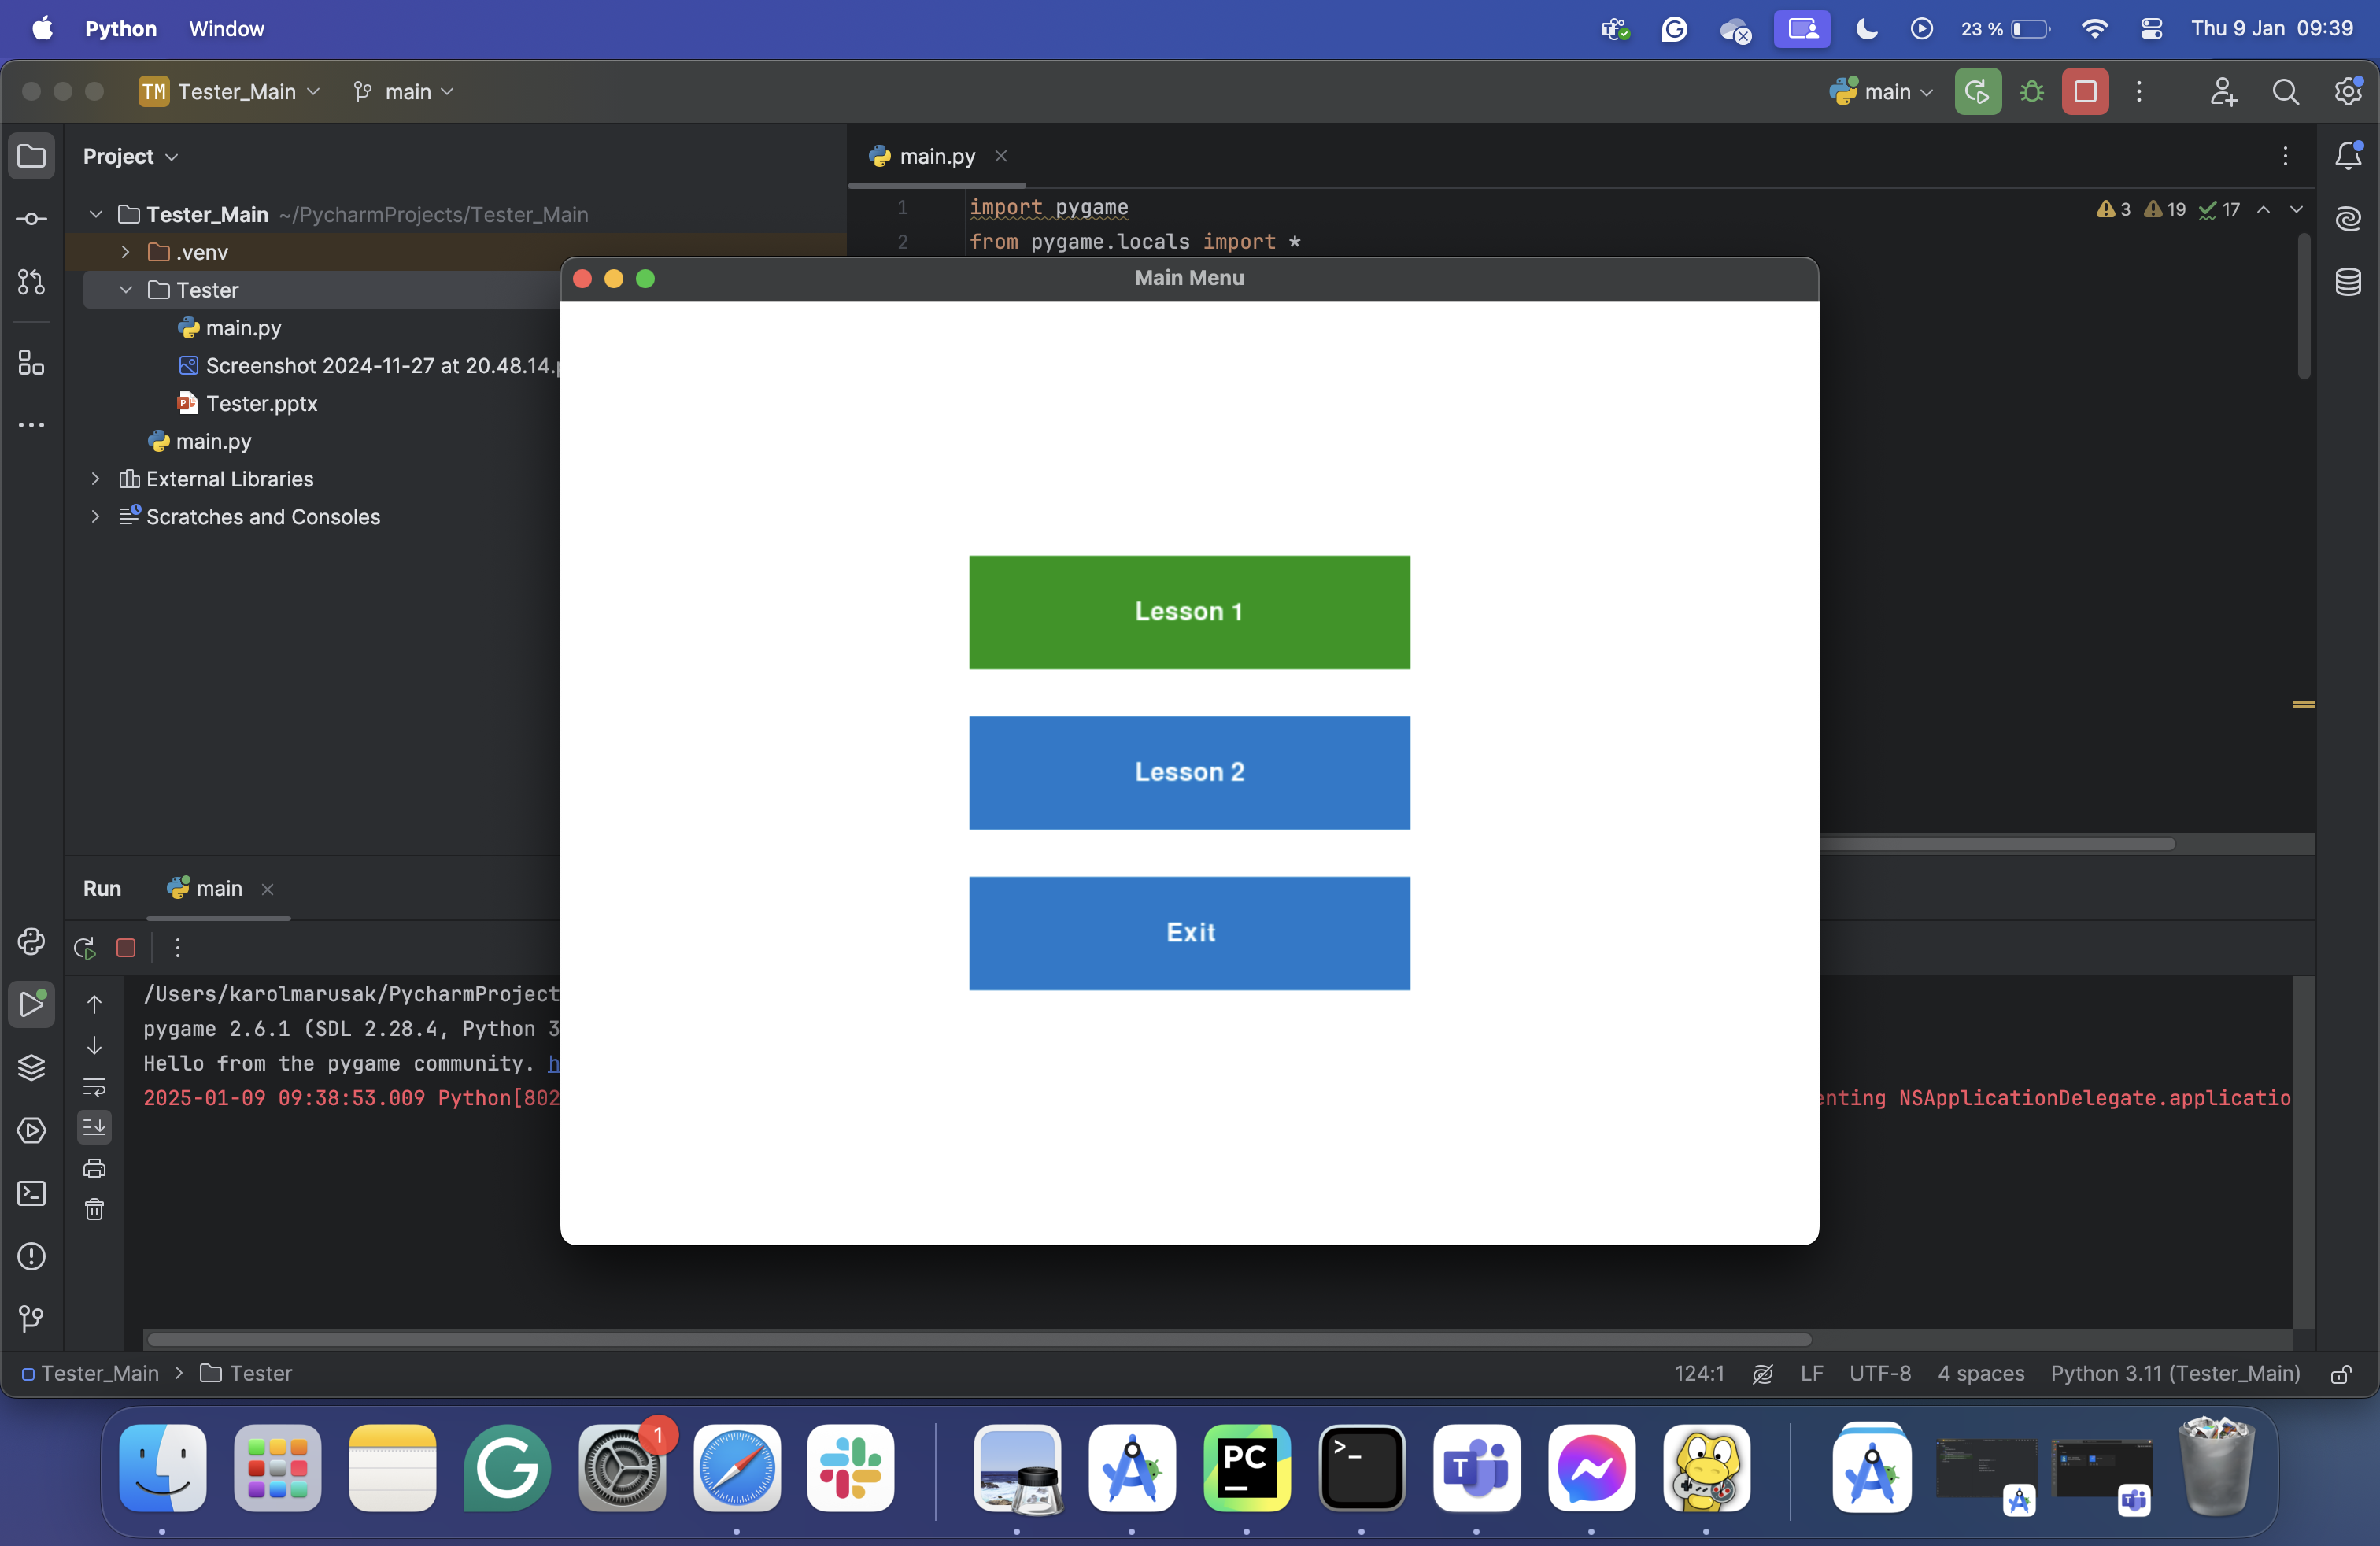 Python Window 23 % Thu 9 Jan 09:39
TM Tester_Main main main
Project
main.py
Tester_Main ~/PycharmProjects/Tester_Main
.venv
Tester
main.py
Screenshot 2024-11-27 at 20.48.14.
Tester.pptx
main.py
External Libraries
Scratches and Consoles
1 import pygame
3 19 17
2 from pygame.locals import *
Main Menu
Lesson 1
Lesson 2
Exit
Run main
/Users/karolmarusak/PycharmProject
pygame 2.6.1 (SDL 2.28.4, Python 3
Hello from the pygame community. h
2025-01-09 09:38:53.009 Python[802 enting NSApplicationDelegate.applicatio
Tester_Main Tester 124:1 LF UTF-8 4 spaces Python 3.11 (Tester_Main)
1
PC
T